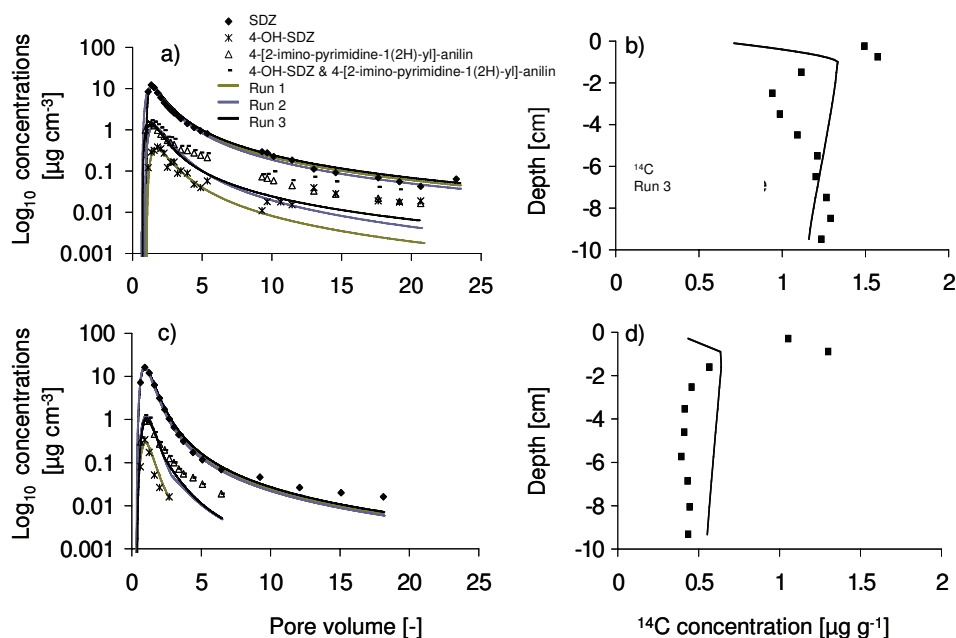 SDZ
4-OH-SDZ
4-[2-imino-pyrimidine-1(2H)-yl]-anilin
4-OH-SDZ & 4-[2-imino-pyrimidine-1(2H)-yl]-anilin
Run 1
Run 2
Run 3
a)
Log₁₀ concentrations
[µg cm⁻³]
100
10
1
0.1
0.01
0.001
0 5 10 15 20 25
b)
Depth [cm]
0
-2
-4
-6
-8
-10
¹⁴C
Run 3
0 0.5 1 1.5 2
c)
Log₁₀ concentrations
[µg cm⁻³]
100
10
1
0.1
0.01
0.001
0 5 10 15 20 25
Pore volume [-]
d)
Depth [cm]
0
-2
-4
-6
-8
-10
0 0.5 1 1.5 2
¹⁴C concentration [µg g⁻¹]